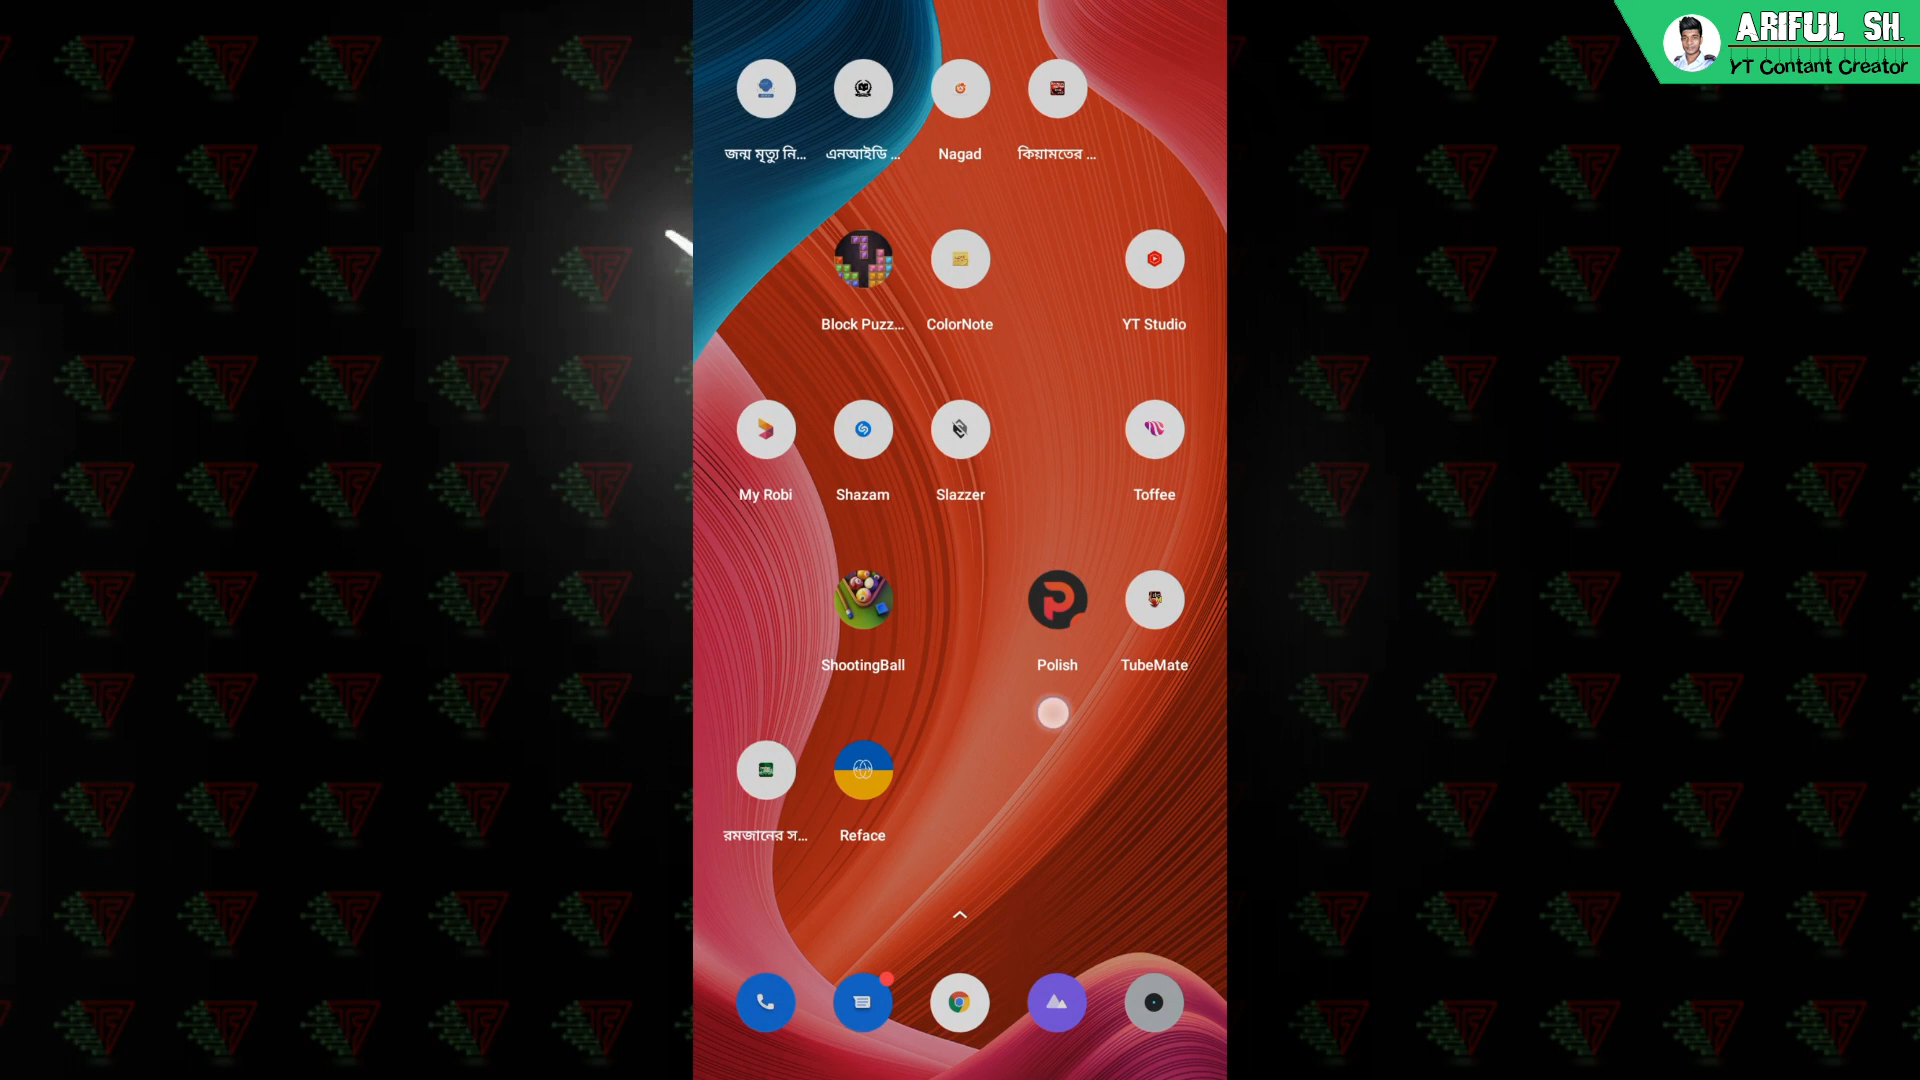 ARIFUL SH.
YT Contant Creator
জন্ম মৃত্যু নি...
এনআইডি ...
Nagad
কিয়ামতের ...
Block Puzz...
ColorNote
YT Studio
My Robi
Shazam
Slazzer
Toffee
ShootingBall
Polish
TubeMate
রমজানের স...
Reface